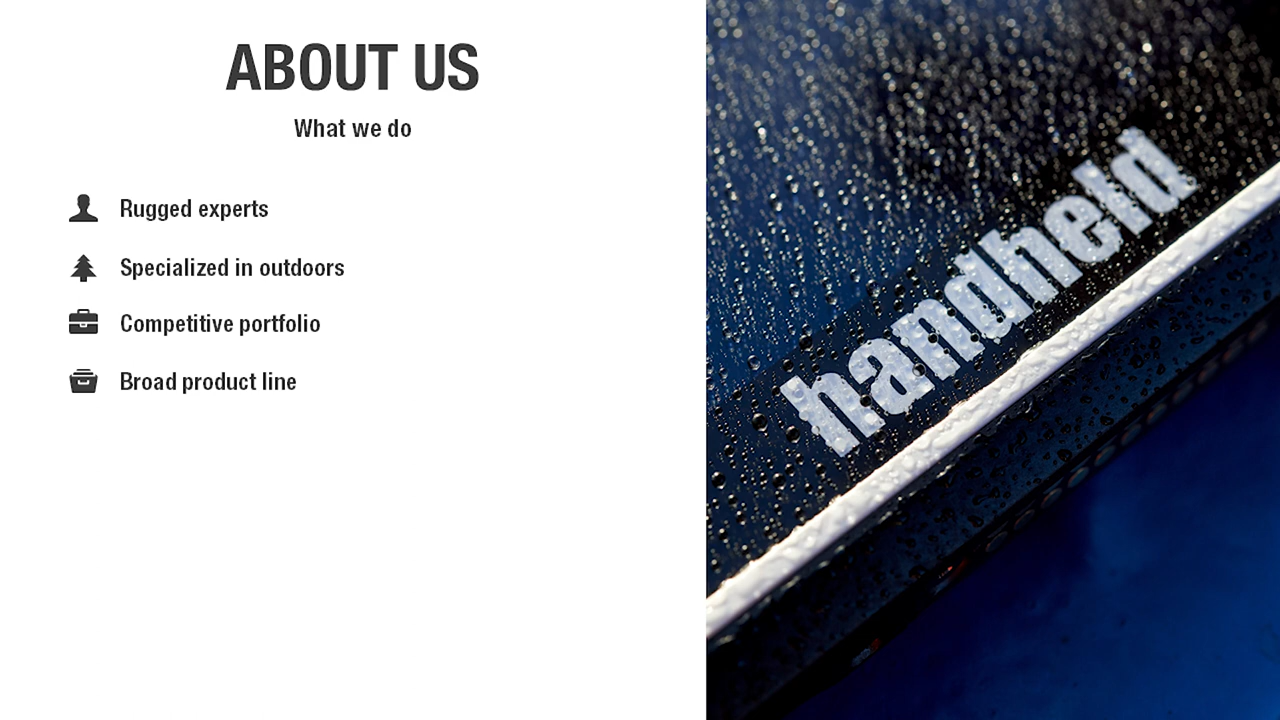 ABOUT US
What we do
Rugged experts
Specialized in outdoors
Competitive portfolio
Broad product line
handheld